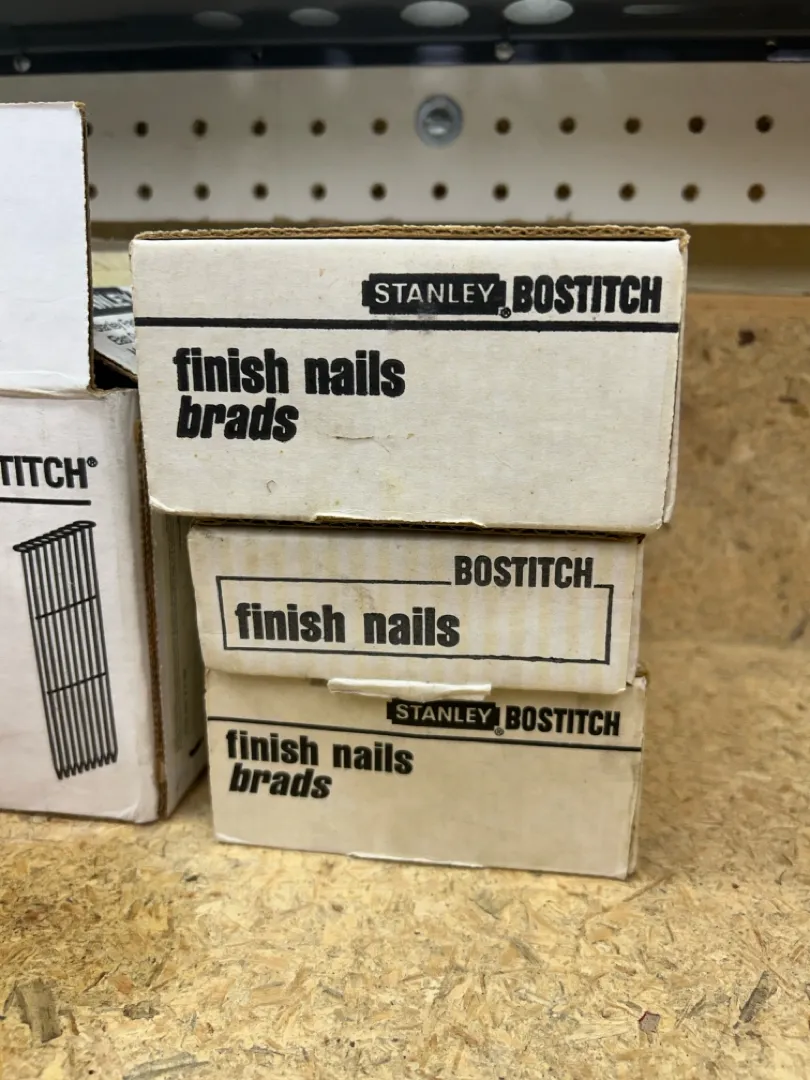 STANLEY® BOSTITCH
finish nails
brads
BOSTITCH
finish nails
STANLEY® BOSTITCH
finish nails
brads
TITCH®